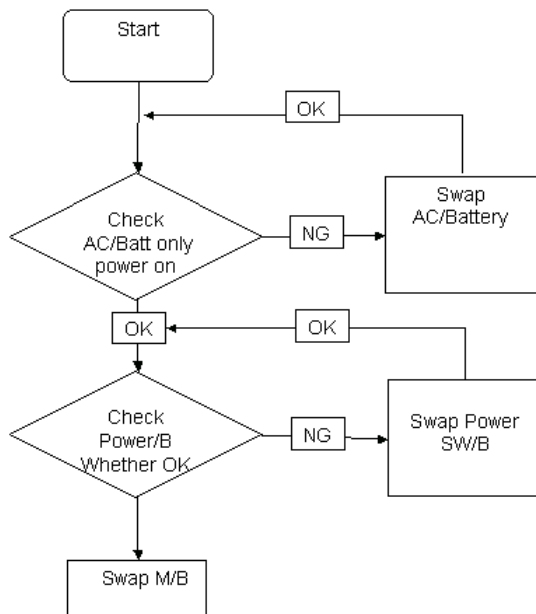 Start
OK
Swap
AC/Battery
Check
AC/Batt only
power on
NG
OK
OK
Check
Power/B
Whether OK
NG
Swap Power
SW/B
Swap M/B